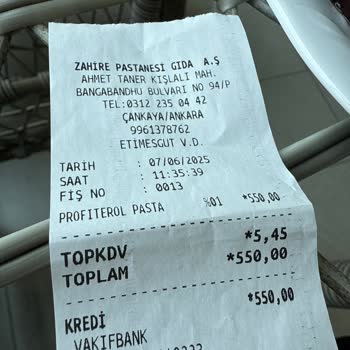 ZAHİRE PASTANESİ GIDA A.Ş
AHMET TANER KIŞLALI MAH.
BANGABANDHU BULVARI NO 94/P
TEL:0312 235 04 42
ÇANKAYA/ANKARA
9961378762
ETİMESGUT V.D.
TARİH : 07/06/2025
SAAT : 11:35:39
FİŞ NO : 0013
PROFİTEROL PASTA %01 *550,00
TOPKDV *5,45
TOPLAM *550,00
*550,00
KREDİ
VAKIFBANK